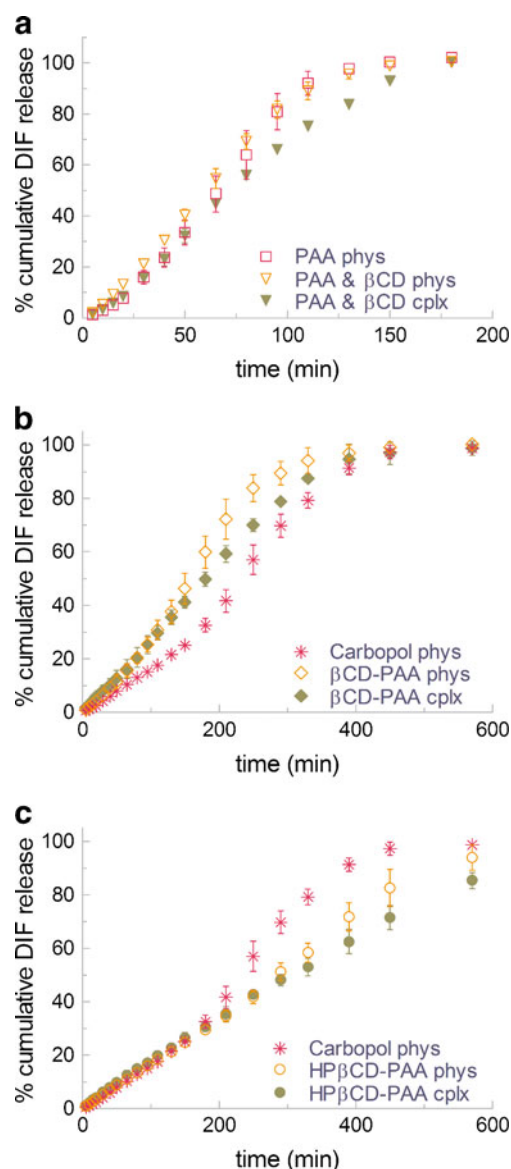 a
% cumulative DIF release
100
80
60
40
20
0
PAA phys
PAA & βCD phys
PAA & βCD cplx
0 50 100 150 200
time (min)
b
% cumulative DIF release
100
80
60
40
20
0
Carbopol phys
βCD-PAA phys
βCD-PAA cplx
0 200 400 600
time (min)
c
% cumulative DIF release
100
80
60
40
20
0
Carbopol phys
HPβCD-PAA phys
HPβCD-PAA cplx
0 200 400 600
time (min)